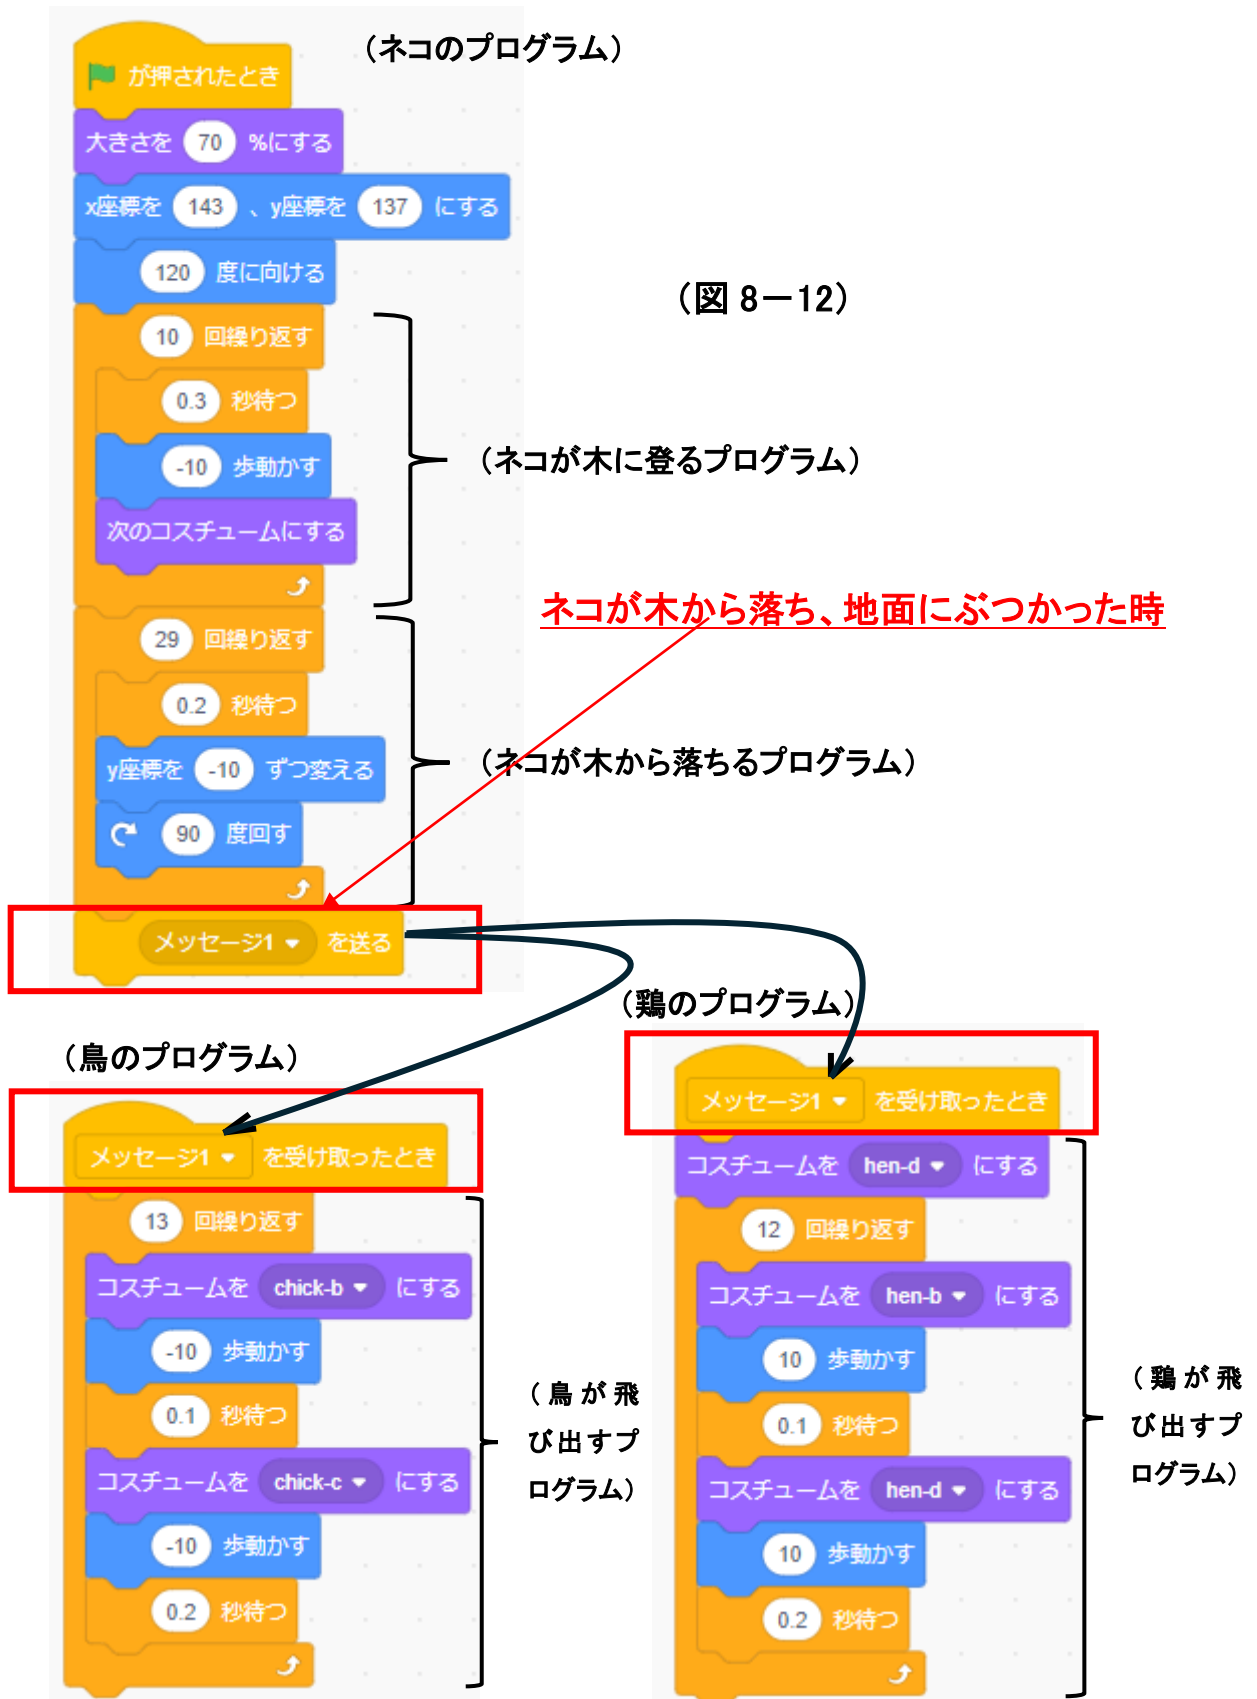 (ネコのプログラム)
が押されたとき
大きさを 70 %にする
x座標を 143 、y座標を 137 にする
120 度に向ける
(図 8－12)
10 回繰り返す
0.3 秒待つ
-10 歩動かす
(ネコが木に登るプログラム)
次のコスチュームにする
ネコが木から落ち、地面にぶつかった時
29 回繰り返す
0.2 秒待つ
y座標を -10 ずつ変える
(ネコが木から落ちるプログラム)
90 度回す
メッセージ1 を送る
(鳥のプログラム)
メッセージ1 を受け取ったとき
13 回繰り返す
コスチュームを chick-b にする
-10 歩動かす
0.1 秒待つ
コスチュームを chick-c にする
-10 歩動かす
0.2 秒待つ
(鳥が飛
び出すプ
ログラム)
(鶏のプログラム)
メッセージ1 を受け取ったとき
コスチュームを hen-d にする
12 回繰り返す
コスチュームを hen-b にする
10 歩動かす
0.1 秒待つ
コスチュームを hen-d にする
10 歩動かす
0.2 秒待つ
(鶏が飛
び出すプ
ログラム)